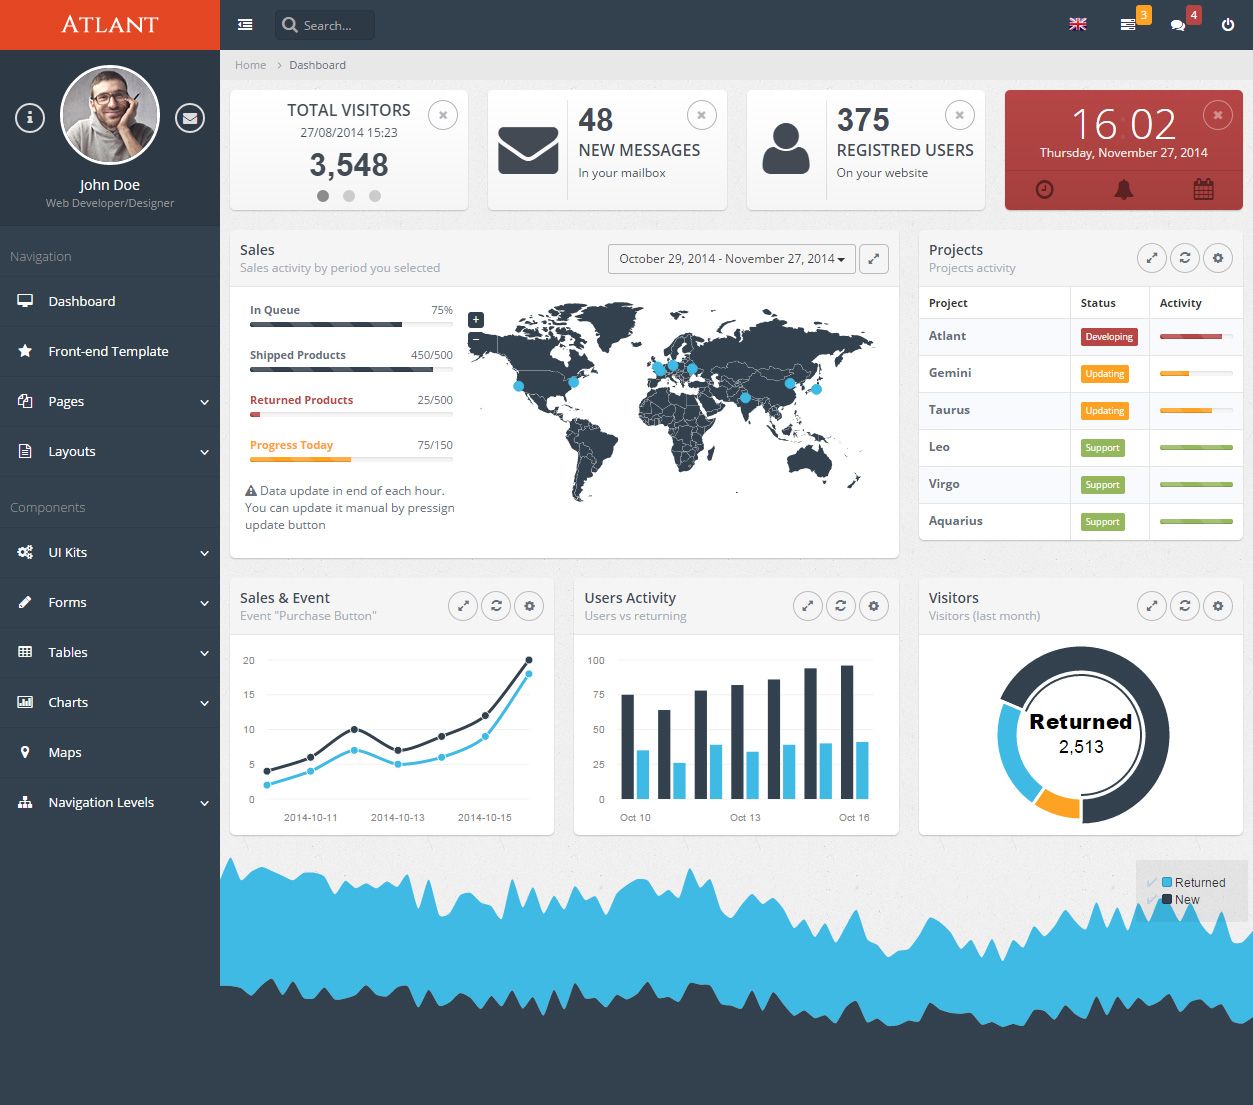 ATLANT
Search...
3
4
Home > Dashboard
John Doe
Web Developer/Designer
Navigation
Dashboard
Front-end Template
Pages
Layouts
Components
UI Kits
Forms
Tables
Charts
Maps
Navigation Levels
TOTAL VISITORS
27/08/2014 15:23
3,548
48
NEW MESSAGES
In your mailbox
375
REGISTRED USERS
On your website
16:02
Thursday, November 27, 2014
Sales
Sales activity by period you selected
October 29, 2014 - November 27, 2014
In Queue 75%
Shipped Products 450/500
Returned Products 25/500
Progress Today 75/150
Data update in end of each hour.
You can update it manual by pressign
update button
+
−
Projects
Projects activity
Project Status Activity
Atlant Developing
Gemini Updating
Taurus Updating
Leo Support
Virgo Support
Aquarius Support
Sales & Event
Event "Purchase Button"
20
15
10
5
0
2014-10-11 2014-10-13 2014-10-15
Users Activity
Users vs returning
100
75
50
25
0
Oct 10 Oct 13 Oct 16
Visitors
Visitors (last month)
Returned
2,513
Returned
New